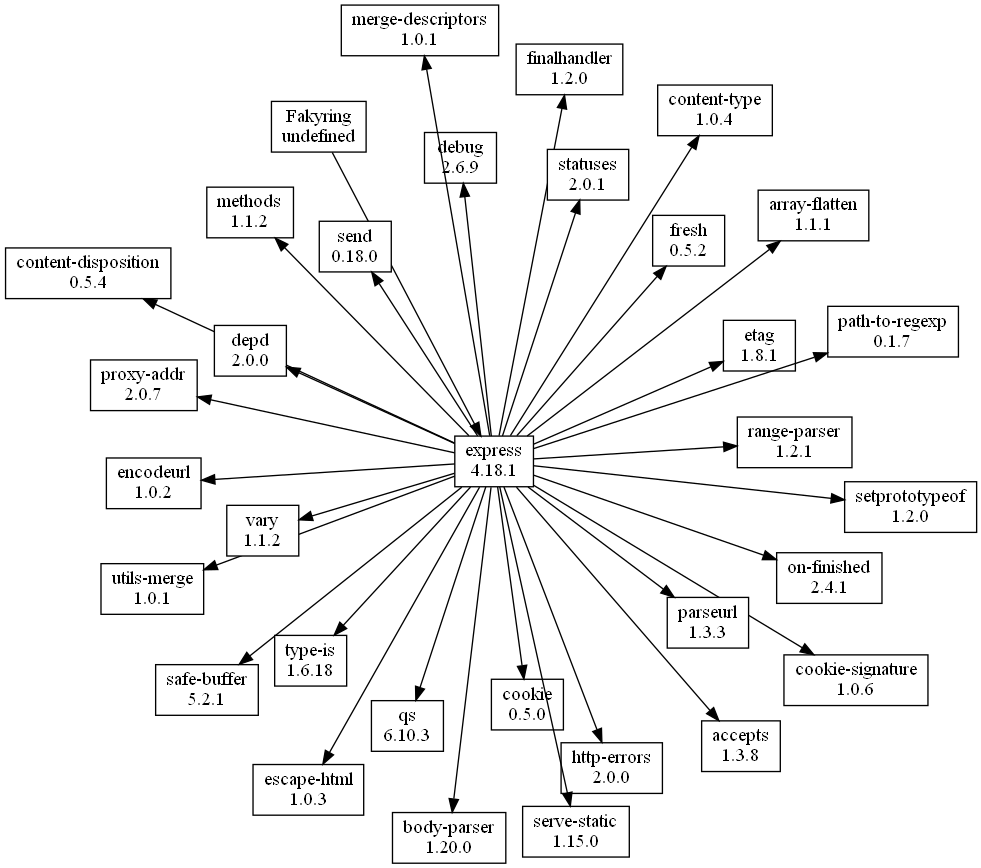 merge-descriptors
1.0.1
finalhandler
1.2.0
content-type
1.0.4
Fakyring
undefined
debug
2.6.9
statuses
2.0.1
methods
1.1.2
array-flatten
1.1.1
send
0.18.0
fresh
0.5.2
content-disposition
0.5.4
depd
2.0.0
etag
1.8.1
path-to-regexp
0.1.7
proxy-addr
2.0.7
range-parser
1.2.1
express
4.18.1
encodeurl
1.0.2
setprototypeof
1.2.0
vary
1.1.2
on-finished
2.4.1
utils-merge
1.0.1
parseurl
1.3.3
type-is
1.6.18
cookie-signature
1.0.6
safe-buffer
5.2.1
cookie
0.5.0
qs
6.10.3
accepts
1.3.8
http-errors
2.0.0
escape-html
1.0.3
serve-static
1.15.0
body-parser
1.20.0